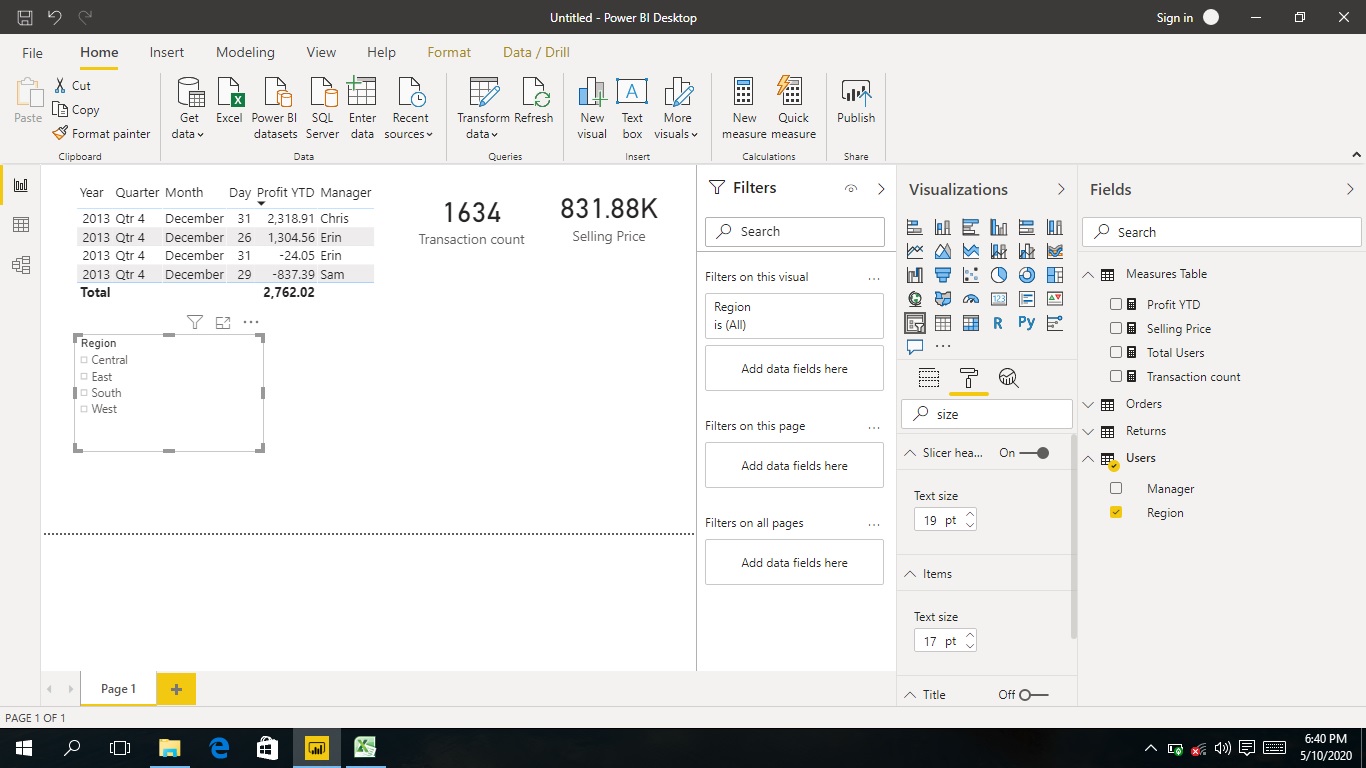 Untitled - Power BI Desktop
Sign in
File Home Insert Modeling View Help Format Data / Drill
Paste
Cut
Copy
Format painter
Clipboard
Get data
Excel
Power BI datasets
SQL Server
Enter data
Recent sources
Data
Transform data
Refresh
Queries
New visual
Text box
More visuals
Insert
New measure
Quick measure
Calculations
Publish
Share
Year Quarter Month Day Profit YTD Manager
2013 Qtr 4 December 31 2,318.91 Chris
2013 Qtr 4 December 26 1,304.56 Erin
2013 Qtr 4 December 31 -24.05 Erin
2013 Qtr 4 December 29 -837.39 Sam
Total 2,762.02
1634
Transaction count
831.88K
Selling Price
Region
Central
East
South
West
Filters
Search
Filters on this visual ...
Region
is (All)
Add data fields here
Filters on this page ...
Add data fields here
Filters on all pages ...
Add data fields here
Visualizations
123
R
Py
...
size
Slicer hea... On
Text size
19 pt
Items
Text size
17 pt
Title Off
Fields
Search
Measures Table
Profit YTD
Selling Price
Total Users
Transaction count
Orders
Returns
Users
Manager
Region
Page 1
+
PAGE 1 OF 1
6:40 PM
5/10/2020